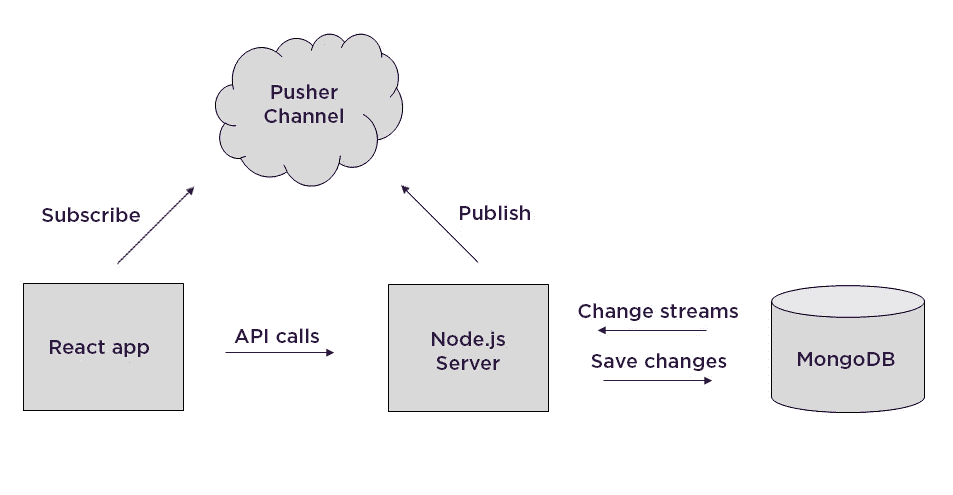 Pusher
Channel
Subscribe
Publish
React app
API calls
Node.js
Server
Change streams
Save changes
MongoDB